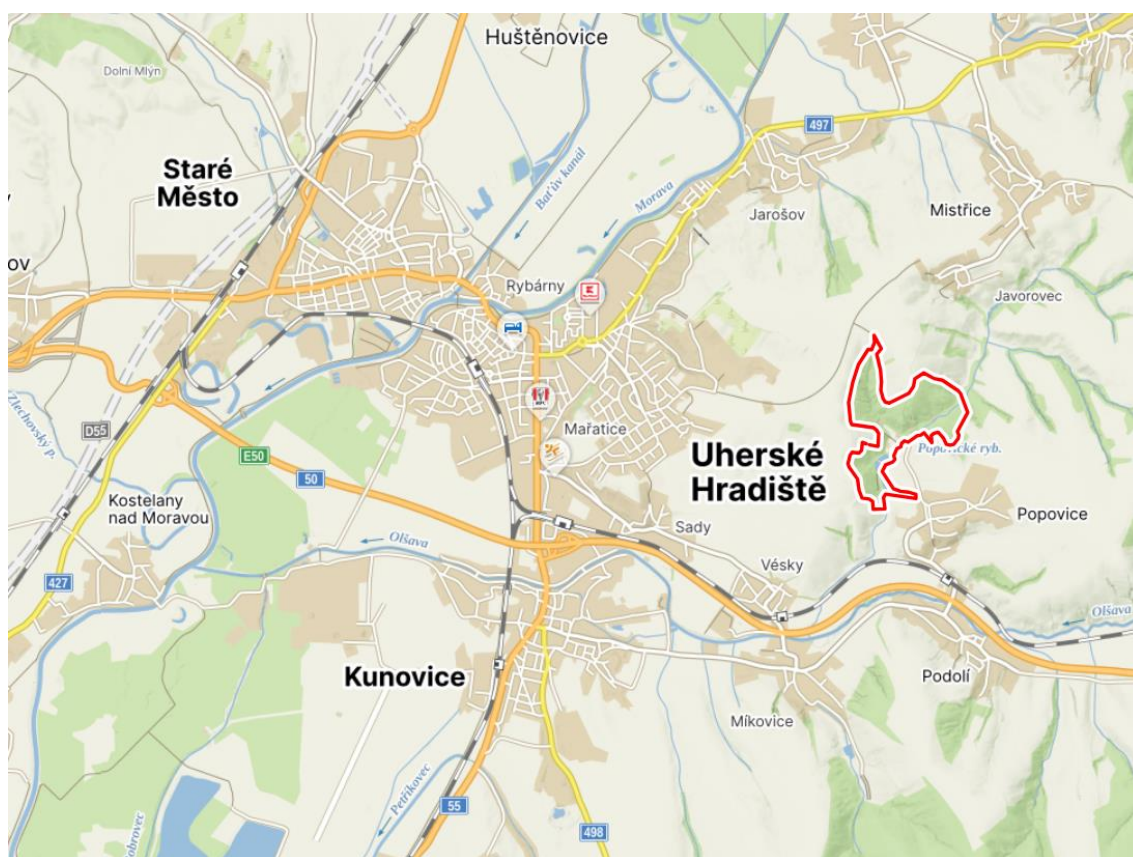 Huštěnovice
Dolní Mlýn
497
Staré
Město
Baťův kanál
Morava
Jarošov
Mistřice
ov
Rybárny
Javorovec
Zlechovský p.
D55
E50
50
Mařatice
Uherské
Hradiště
Popovické ryb.
Kostelany
nad Moravou
Popovice
Sady
Olšava
Vésky
427
Olšava
Kunovice
Podolí
Míkovice
Petříkovec
55
498